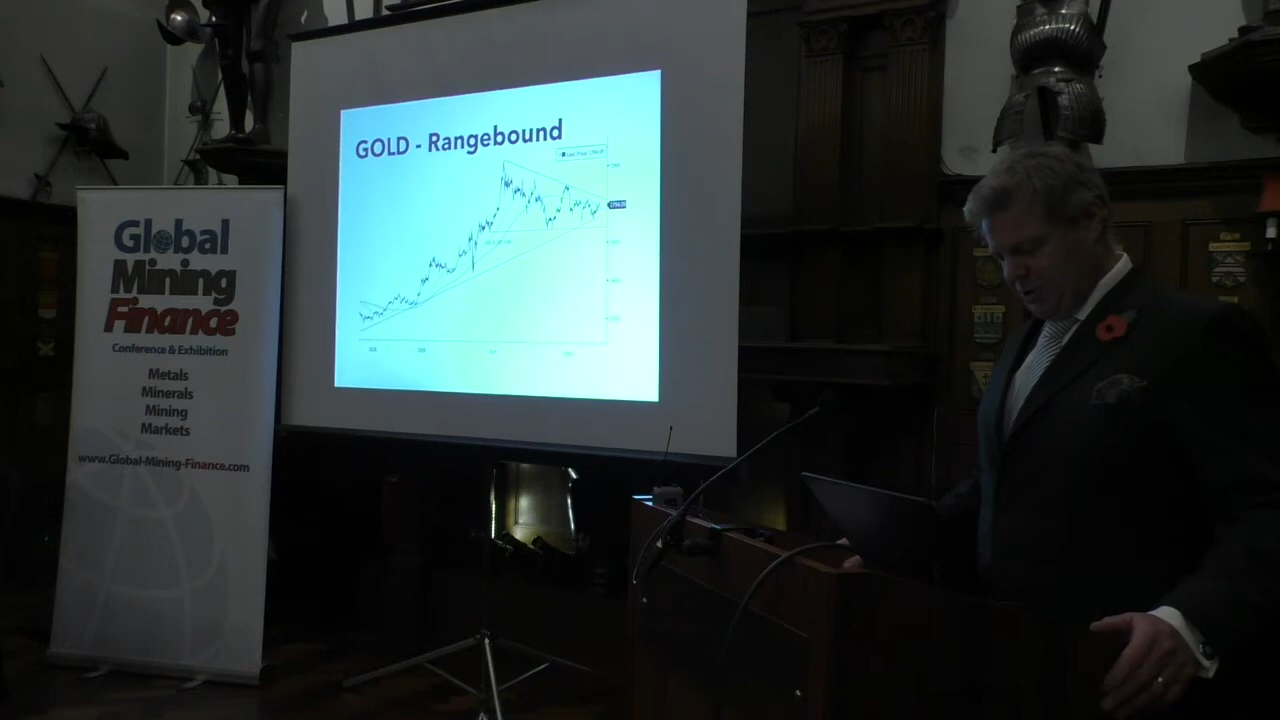 Global
Mining
Finance
Conference & Exhibition
Metals
Minerals
Mining
Markets
www.Global-Mining-Finance.com
GOLD - Rangebound